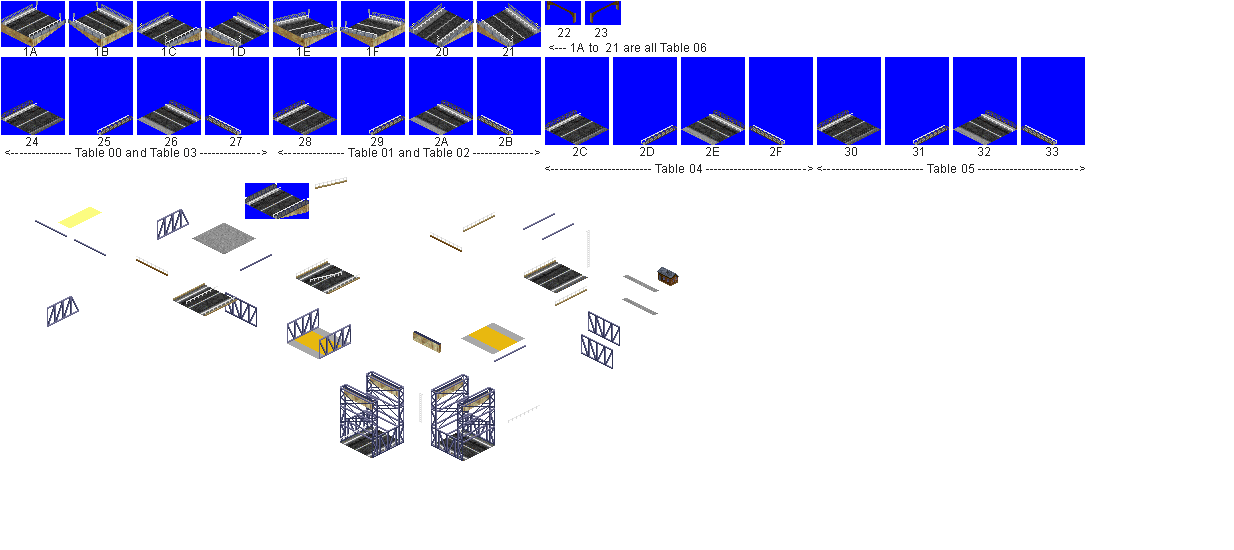 22 23
<--- 1A to 21 are all Table 06
1A 1B 1C 1D 1E 1F 20 21
24 25 26 27 28 29 2A 2B
2C 2D 2E 2F 30 31 32 33
<--------------- Table 00 and Table 03 ---------------->
<-------------- Table 01 and Table 02 --------------->
<------------------------ Table 04 ------------------------>
<------------------------ Table 05 ----------------------->